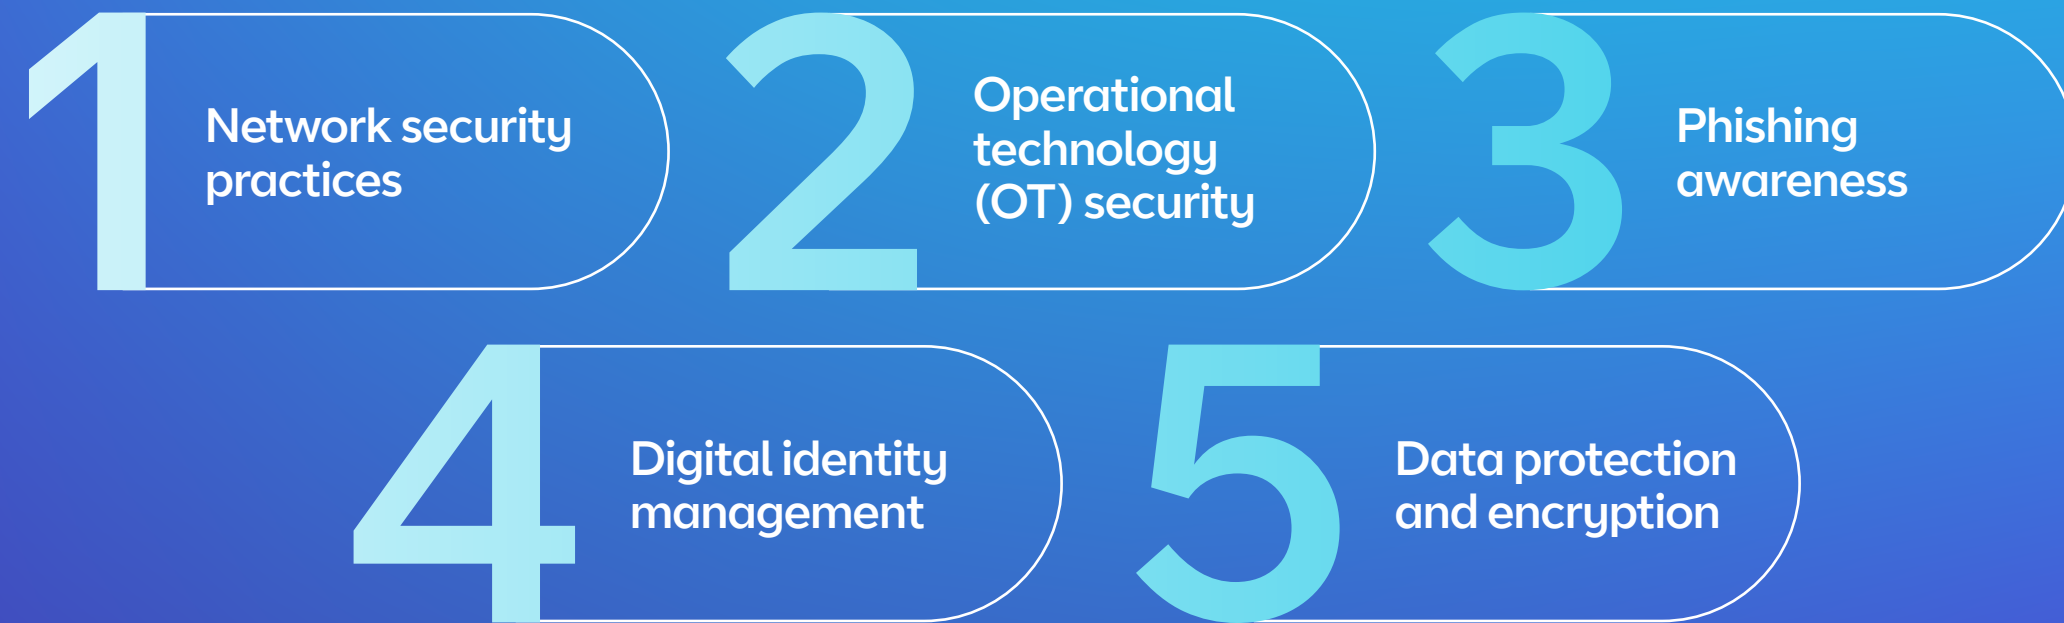 1
Network security
practices
2
Operational
technology
(OT) security
3
Phishing
awareness
4
Digital identity
management
5
Data protection
and encryption